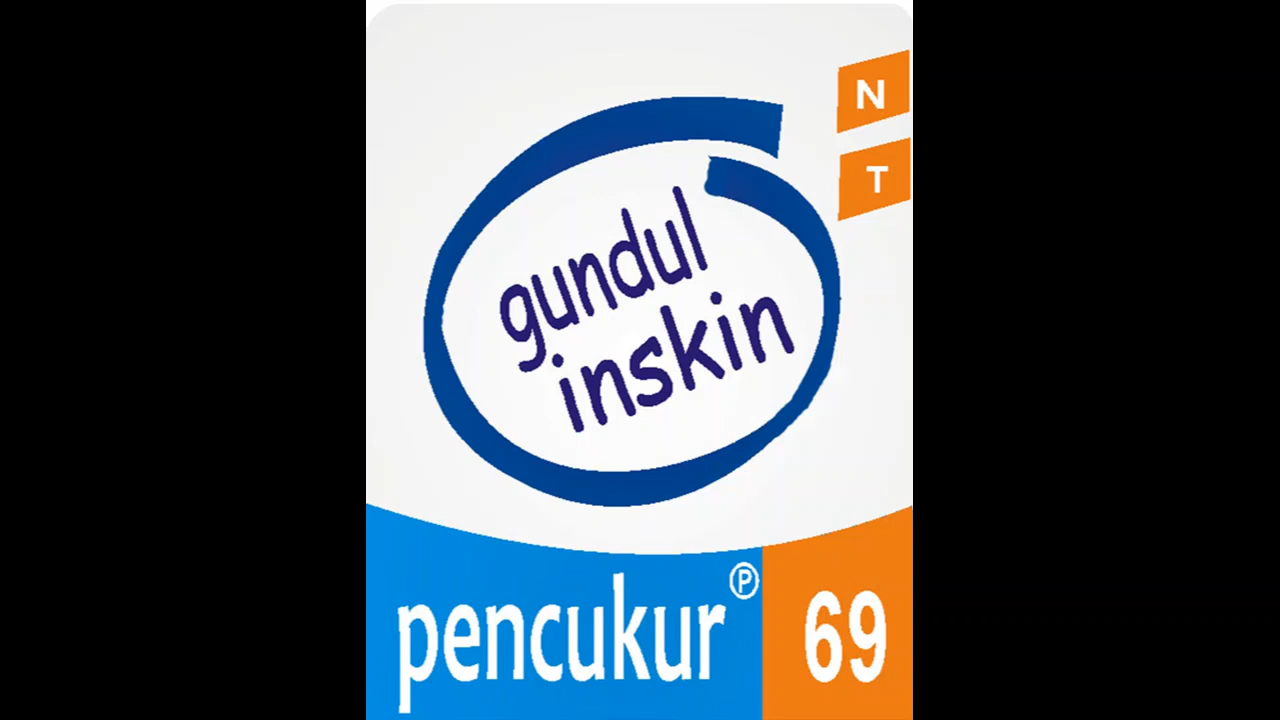 N
T
gundul
inskin
pencukur Ⓟ
69